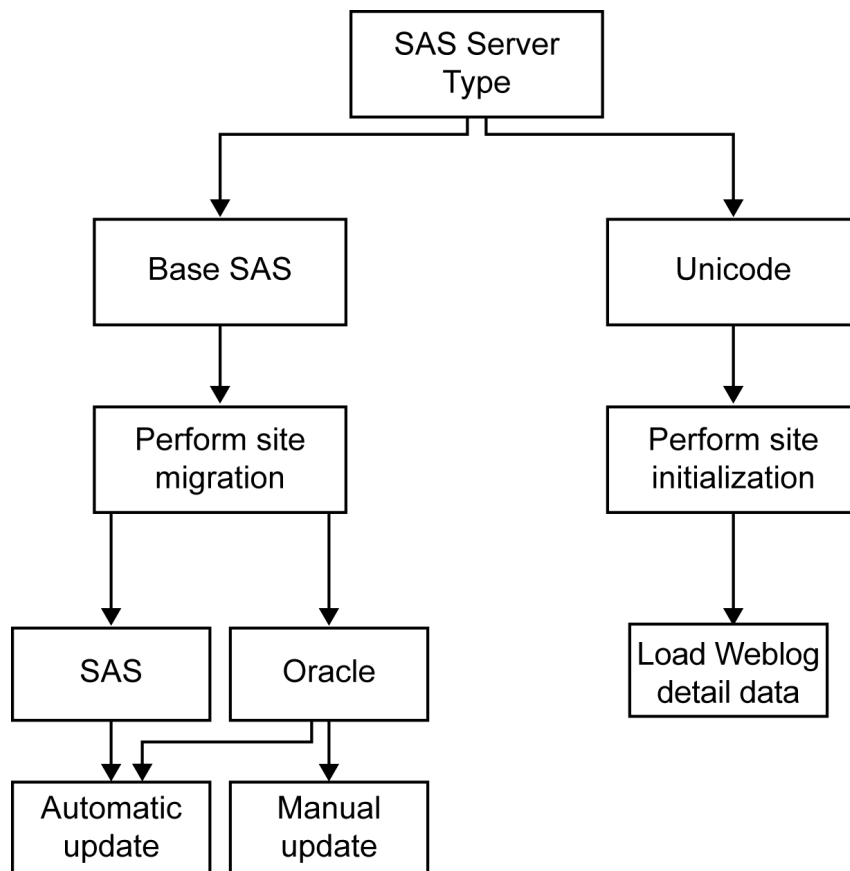 SAS Server
Type
Base SAS
Unicode
Perform site
migration
Perform site
initialization
SAS
Oracle
Load Weblog
detail data
Automatic
update
Manual
update